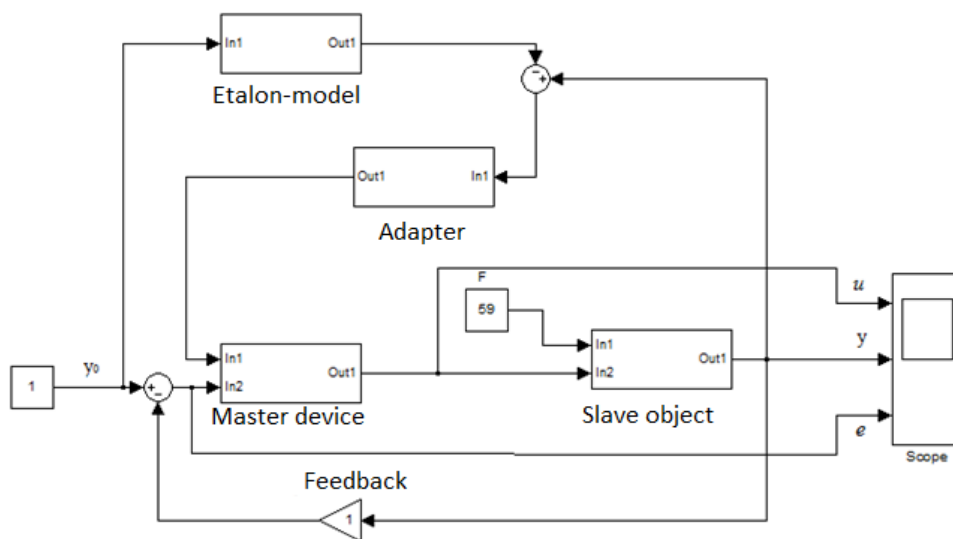 In1
Out1
Etalon-model
Out1
In1
Adapter
F
59
u
y
e
Scope
In1
In2
Out1
Slave object
1
y₀
In1
In2
Out1
Master device
Feedback
1